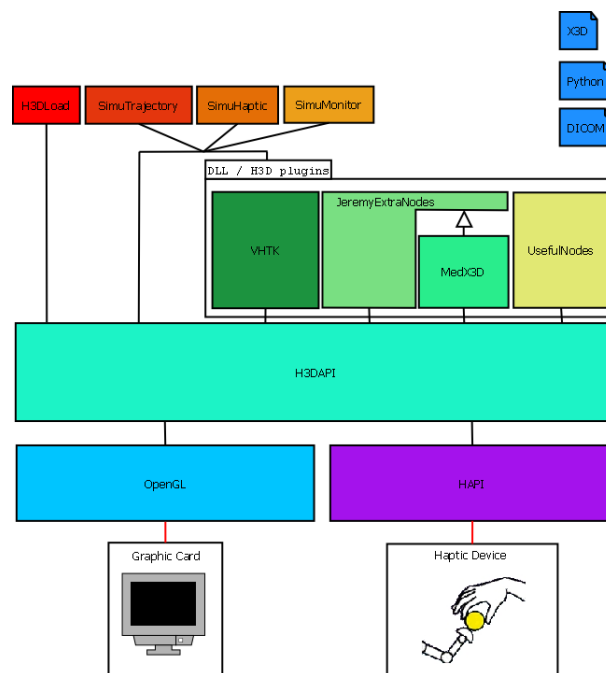 X3D
Python
DICOM
H3DLoad
SimuTrajectory
SimuHaptic
SimuMonitor
DLL / H3D plugins
VHTK
JeremyExtraNodes
MedX3D
UsefulNodes
H3DAPI
OpenGL
HAPI
Graphic Card
Haptic Device